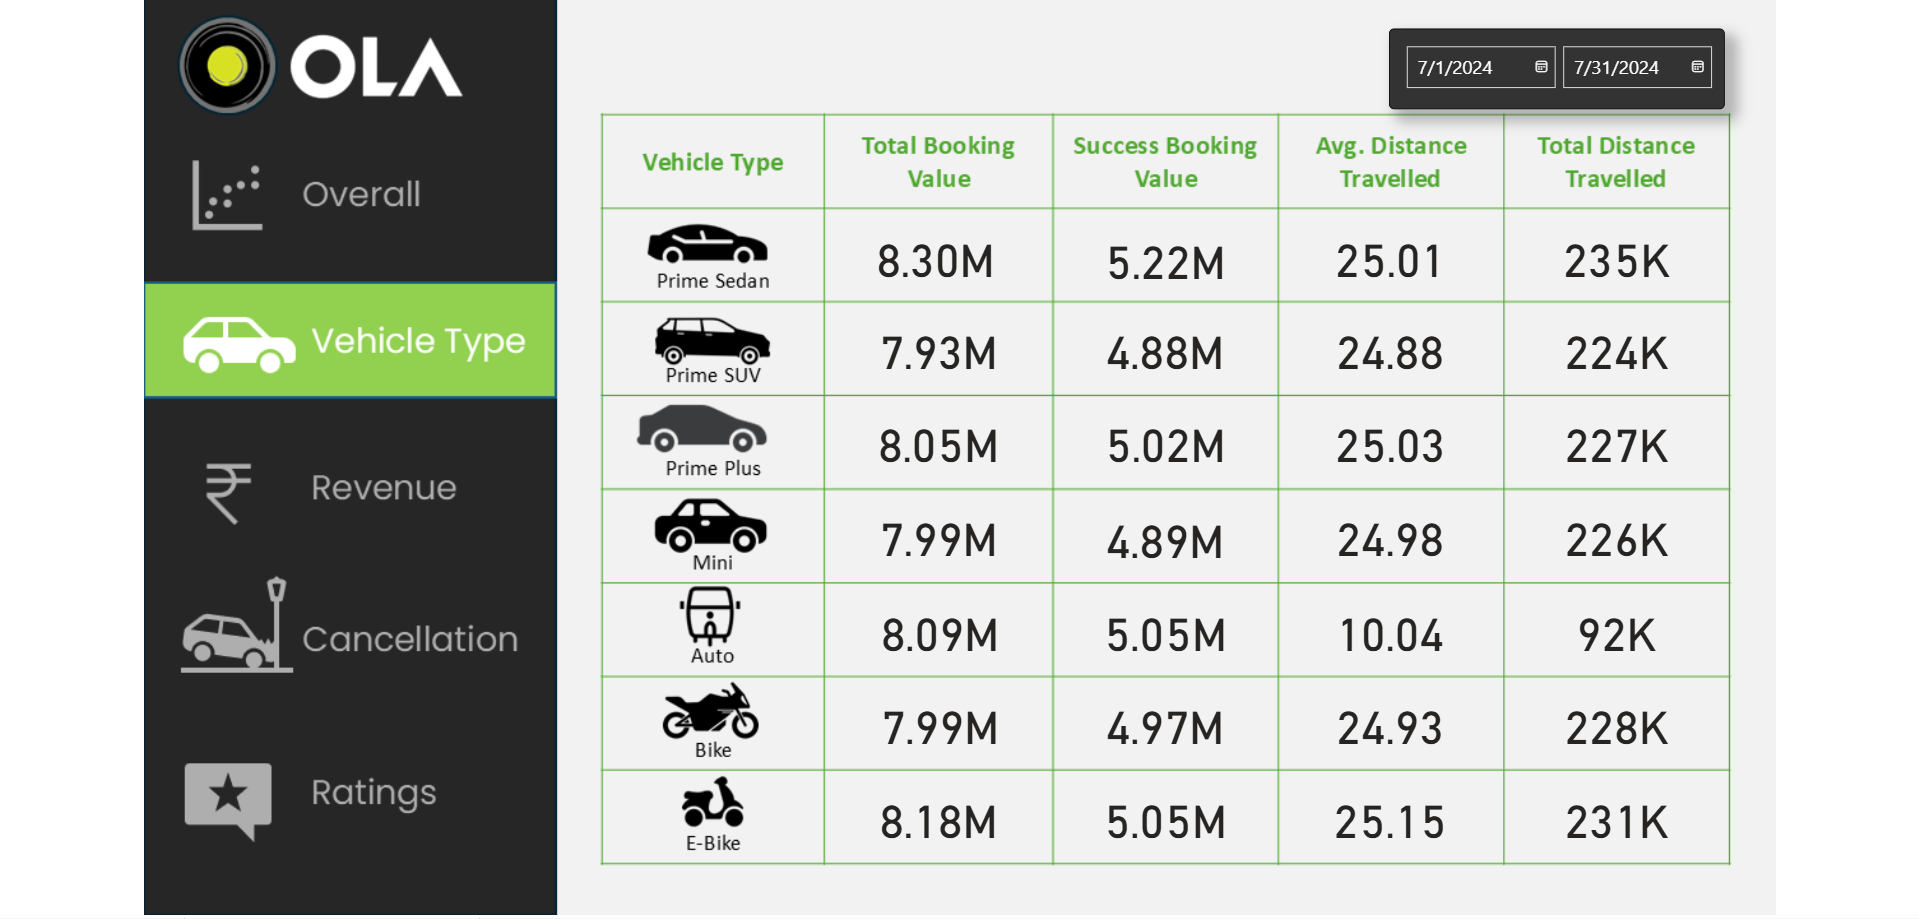 OLA
7/1/2024 7/31/2024
Overall
Vehicle Type
Revenue
Cancellation
Ratings
Vehicle Type Total Booking Value Success Booking Value Avg. Distance Travelled Total Distance Travelled
Prime Sedan 8.30M 5.22M 25.01 235K
Prime SUV 7.93M 4.88M 24.88 224K
Prime Plus 8.05M 5.02M 25.03 227K
Mini 7.99M 4.89M 24.98 226K
Auto 8.09M 5.05M 10.04 92K
Bike 7.99M 4.97M 24.93 228K
E-Bike 8.18M 5.05M 25.15 231K